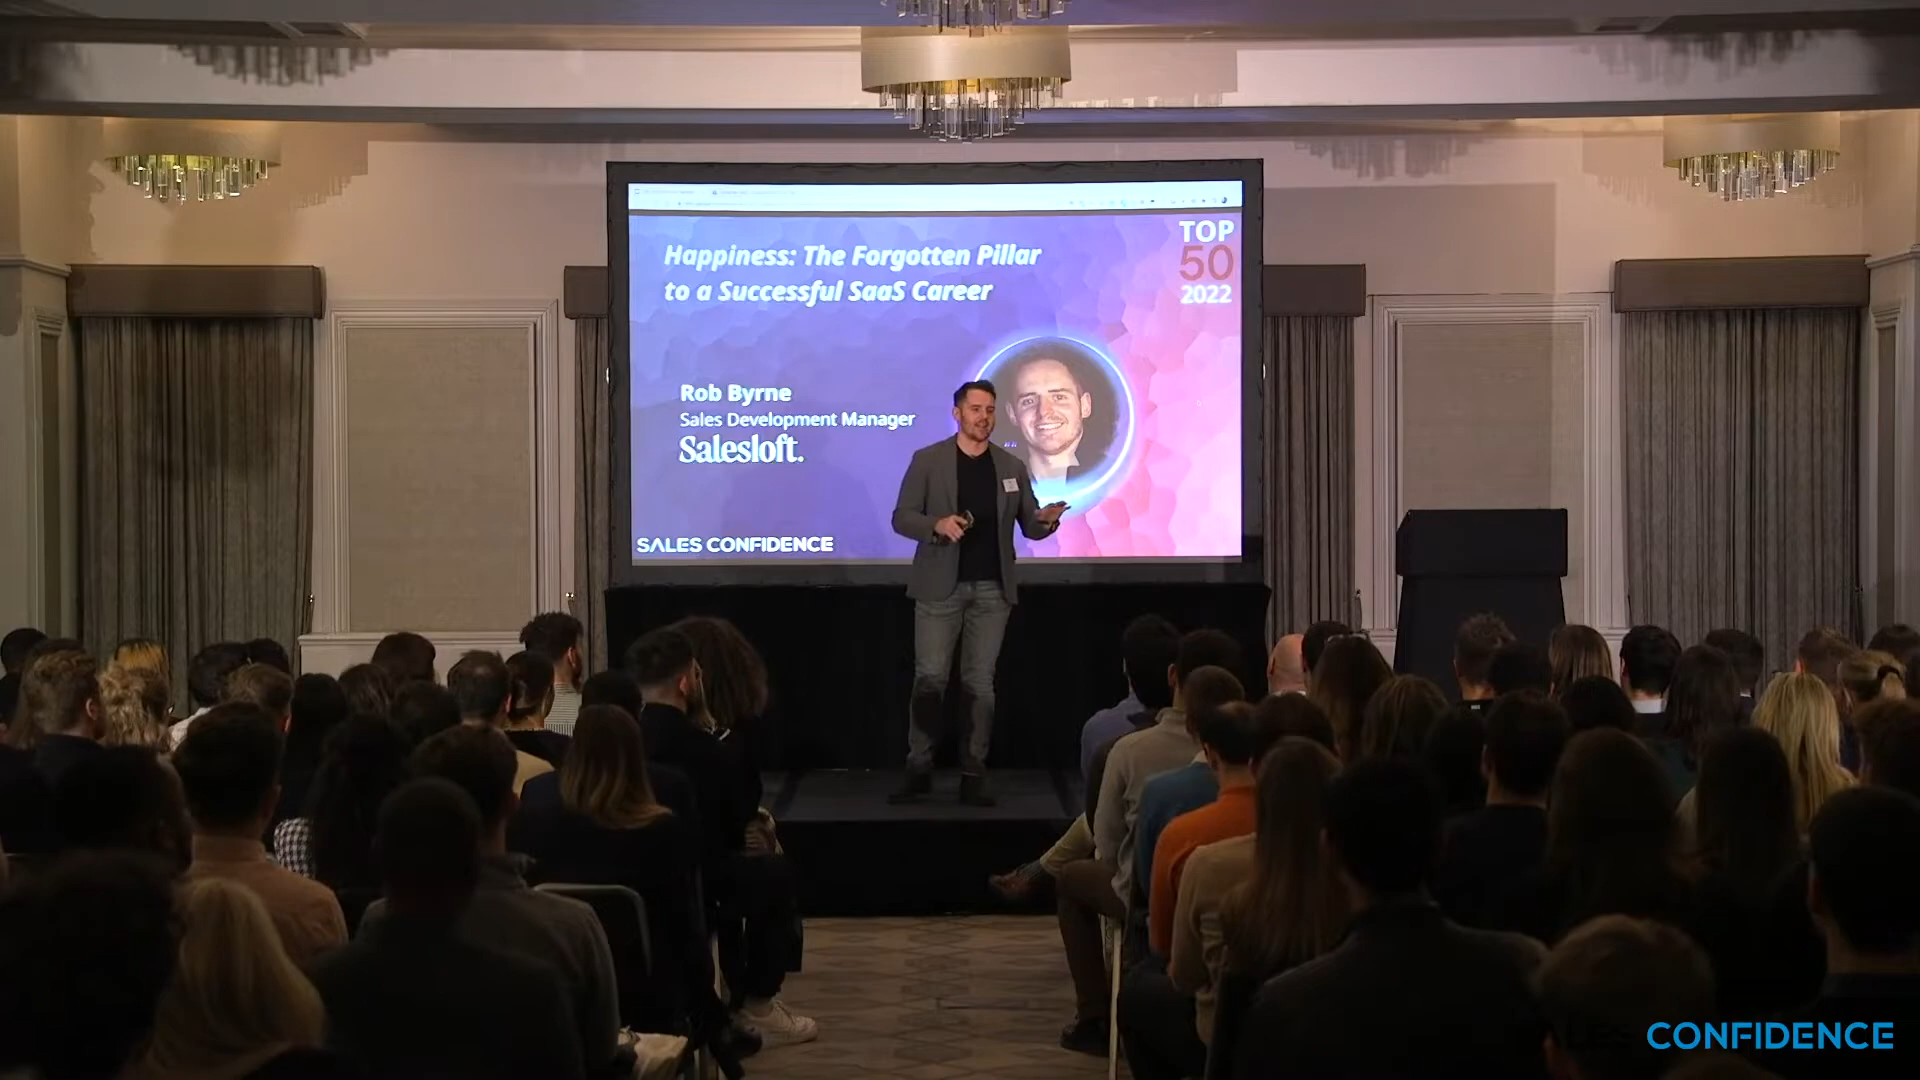 Happiness: The Forgotten Pillar
to a Successful SaaS Career
TOP
50
2022
Rob Byrne
Sales Development Manager
Salesloft.
SALES CONFIDENCE
SALES CONFIDENCE